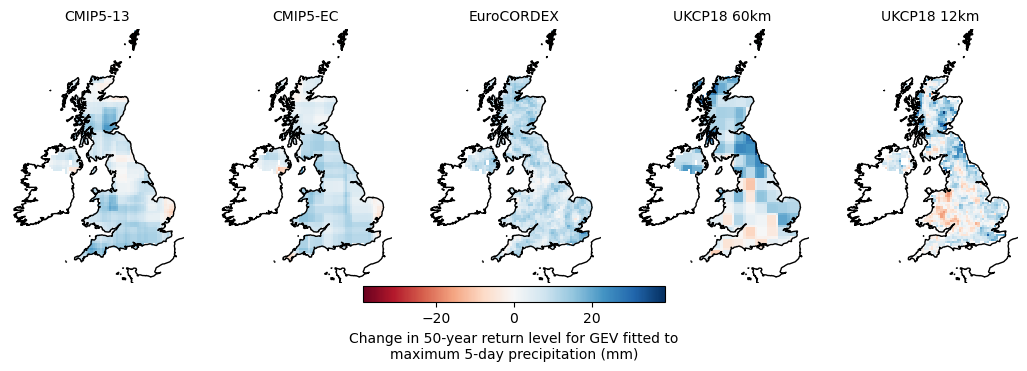 CMIP5-13 CMIP5-EC EuroCORDEX UKCP18 60km UKCP18 12km
−20 0 20
Change in 50-year return level for GEV fitted to
maximum 5-day precipitation (mm)